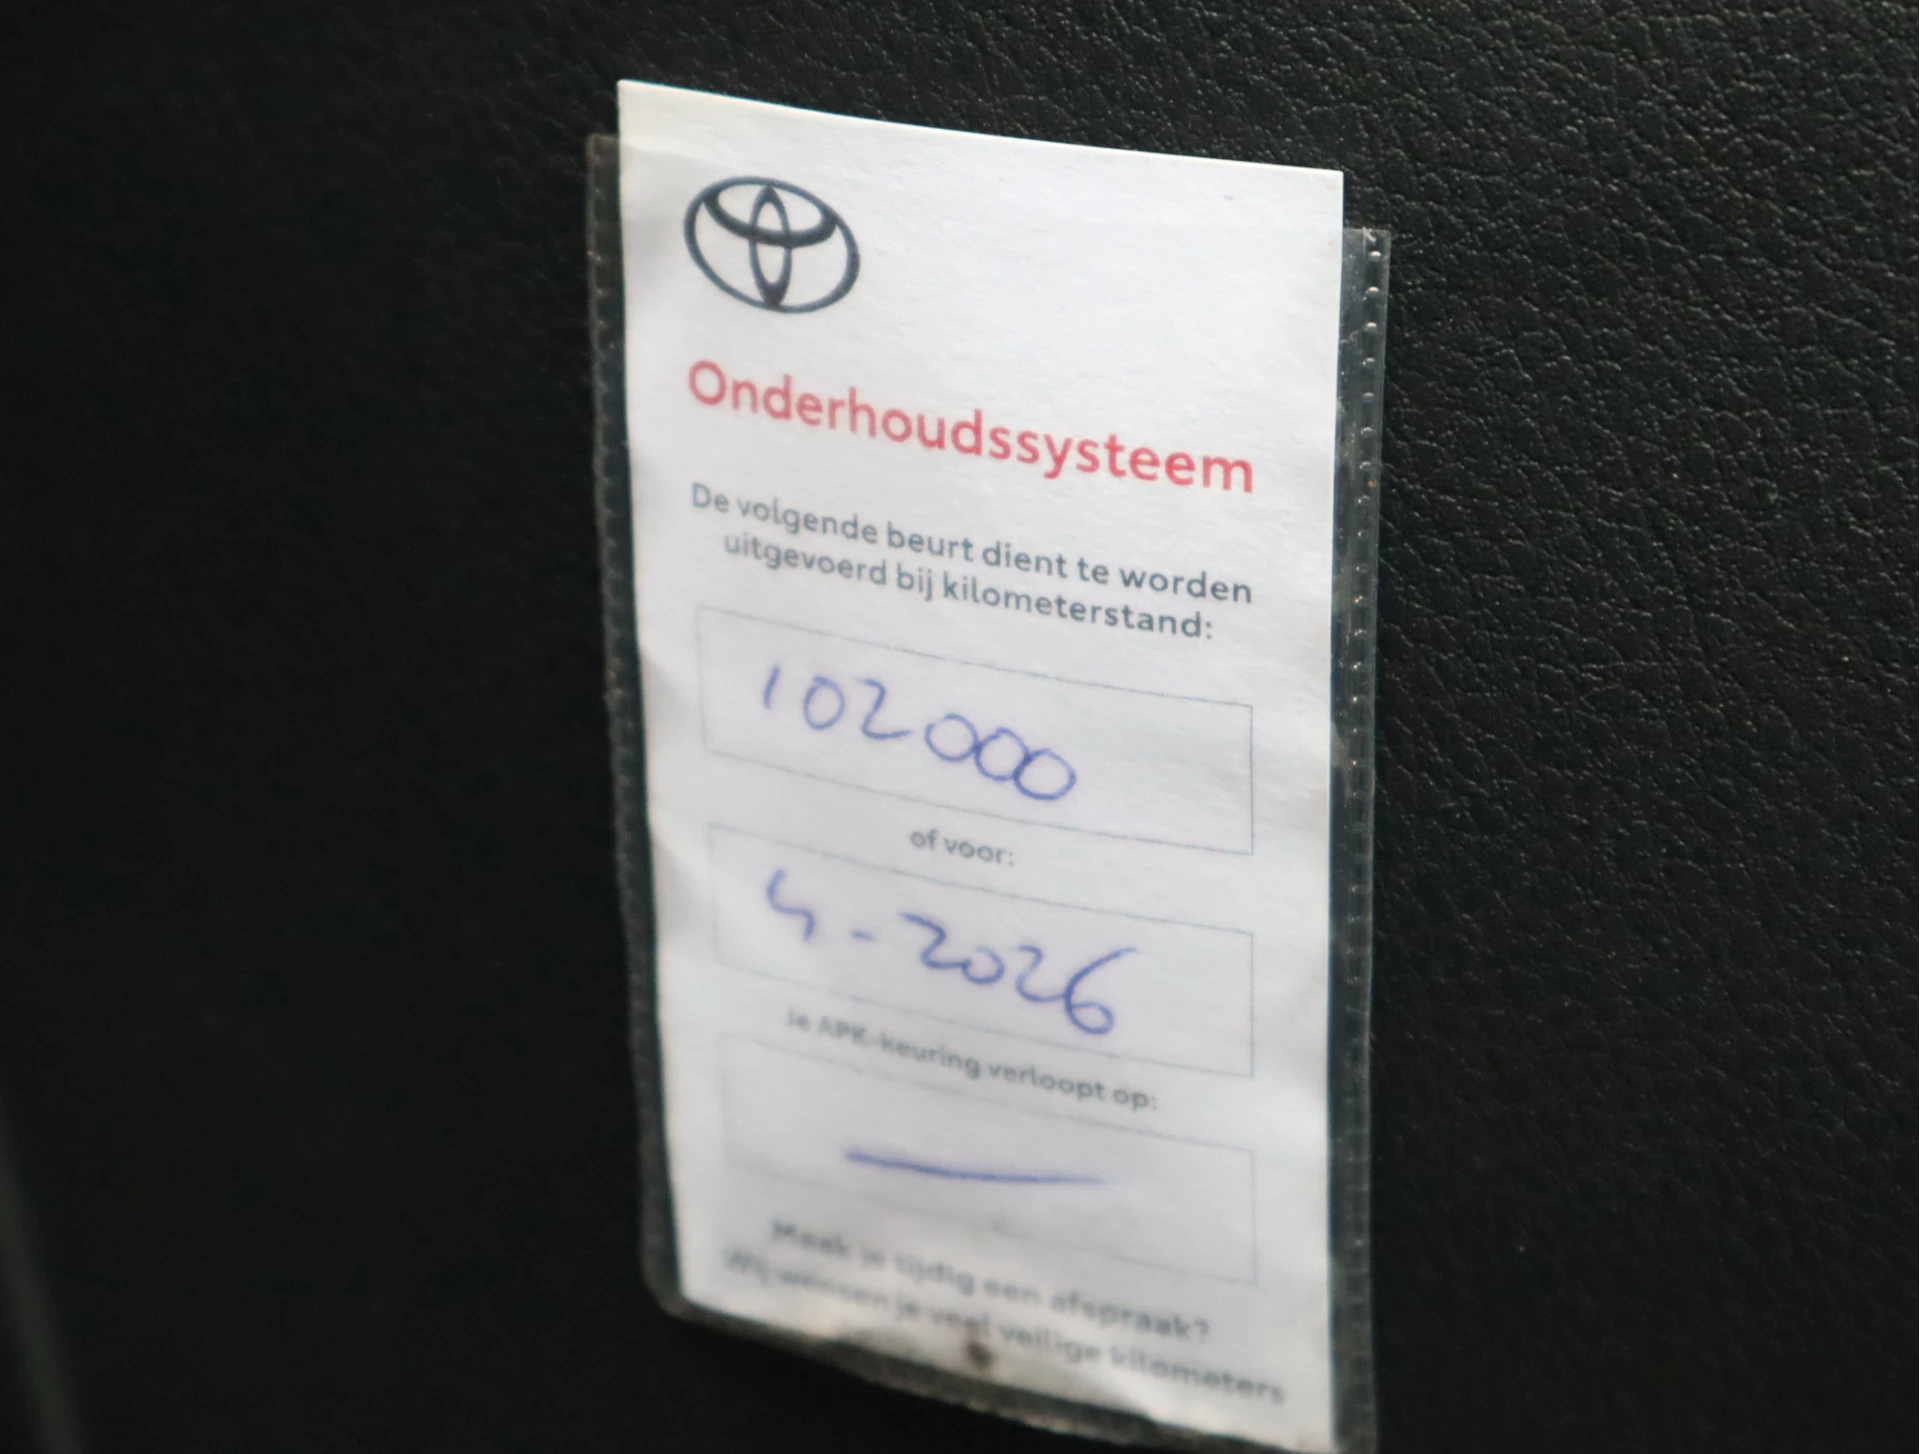 Onderhoudssysteem
De volgende beurt dient te worden
uitgevoerd bij kilometerstand:
102000
of voor:
4-2026
Je APK-keuring verloopt op:
—
Maak je tijdig een afspraak?
Wij wensen je veel veilige kilometers